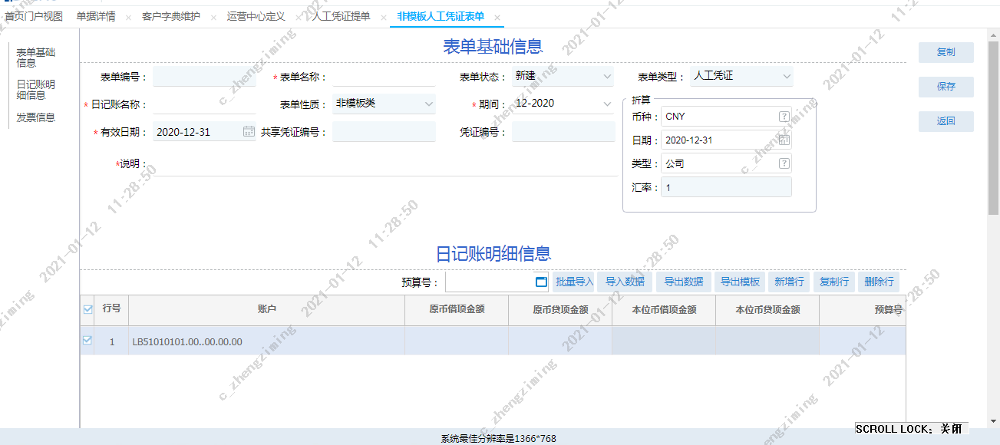 首页门户视图 单据详情 × 客户字典维护 × 运营中心定义 × 人工凭证提单 × 非模板人工凭证表单 ×
表单基础信息
日记账明细信息
发票信息
表单基础信息
复制
保存
返回
表单编号：
* 表单名称：
表单状态： 新建
表单类型： 人工凭证
* 日记账名称：
表单性质： 非模板类
* 期间： 12-2020
* 有效日期： 2020-12-31
共享凭证编号：
凭证编号：
*说明：
折算
币种： CNY
日期： 2020-12-31
类型： 公司
汇率： 1
日记账明细信息
预算号： 批量导入 导入数据 导出数据 导出模板 新增行 复制行 删除行
行号 账户 原币借项金额 原币贷项金额 本位币借项金额 本位币贷项金额 预算号
1 LB51010101.00..00.00.00
SCROLL LOCK：关闭
系统最佳分辨率是1366*768
c_zhengziming 2021-01-12 11:28:50